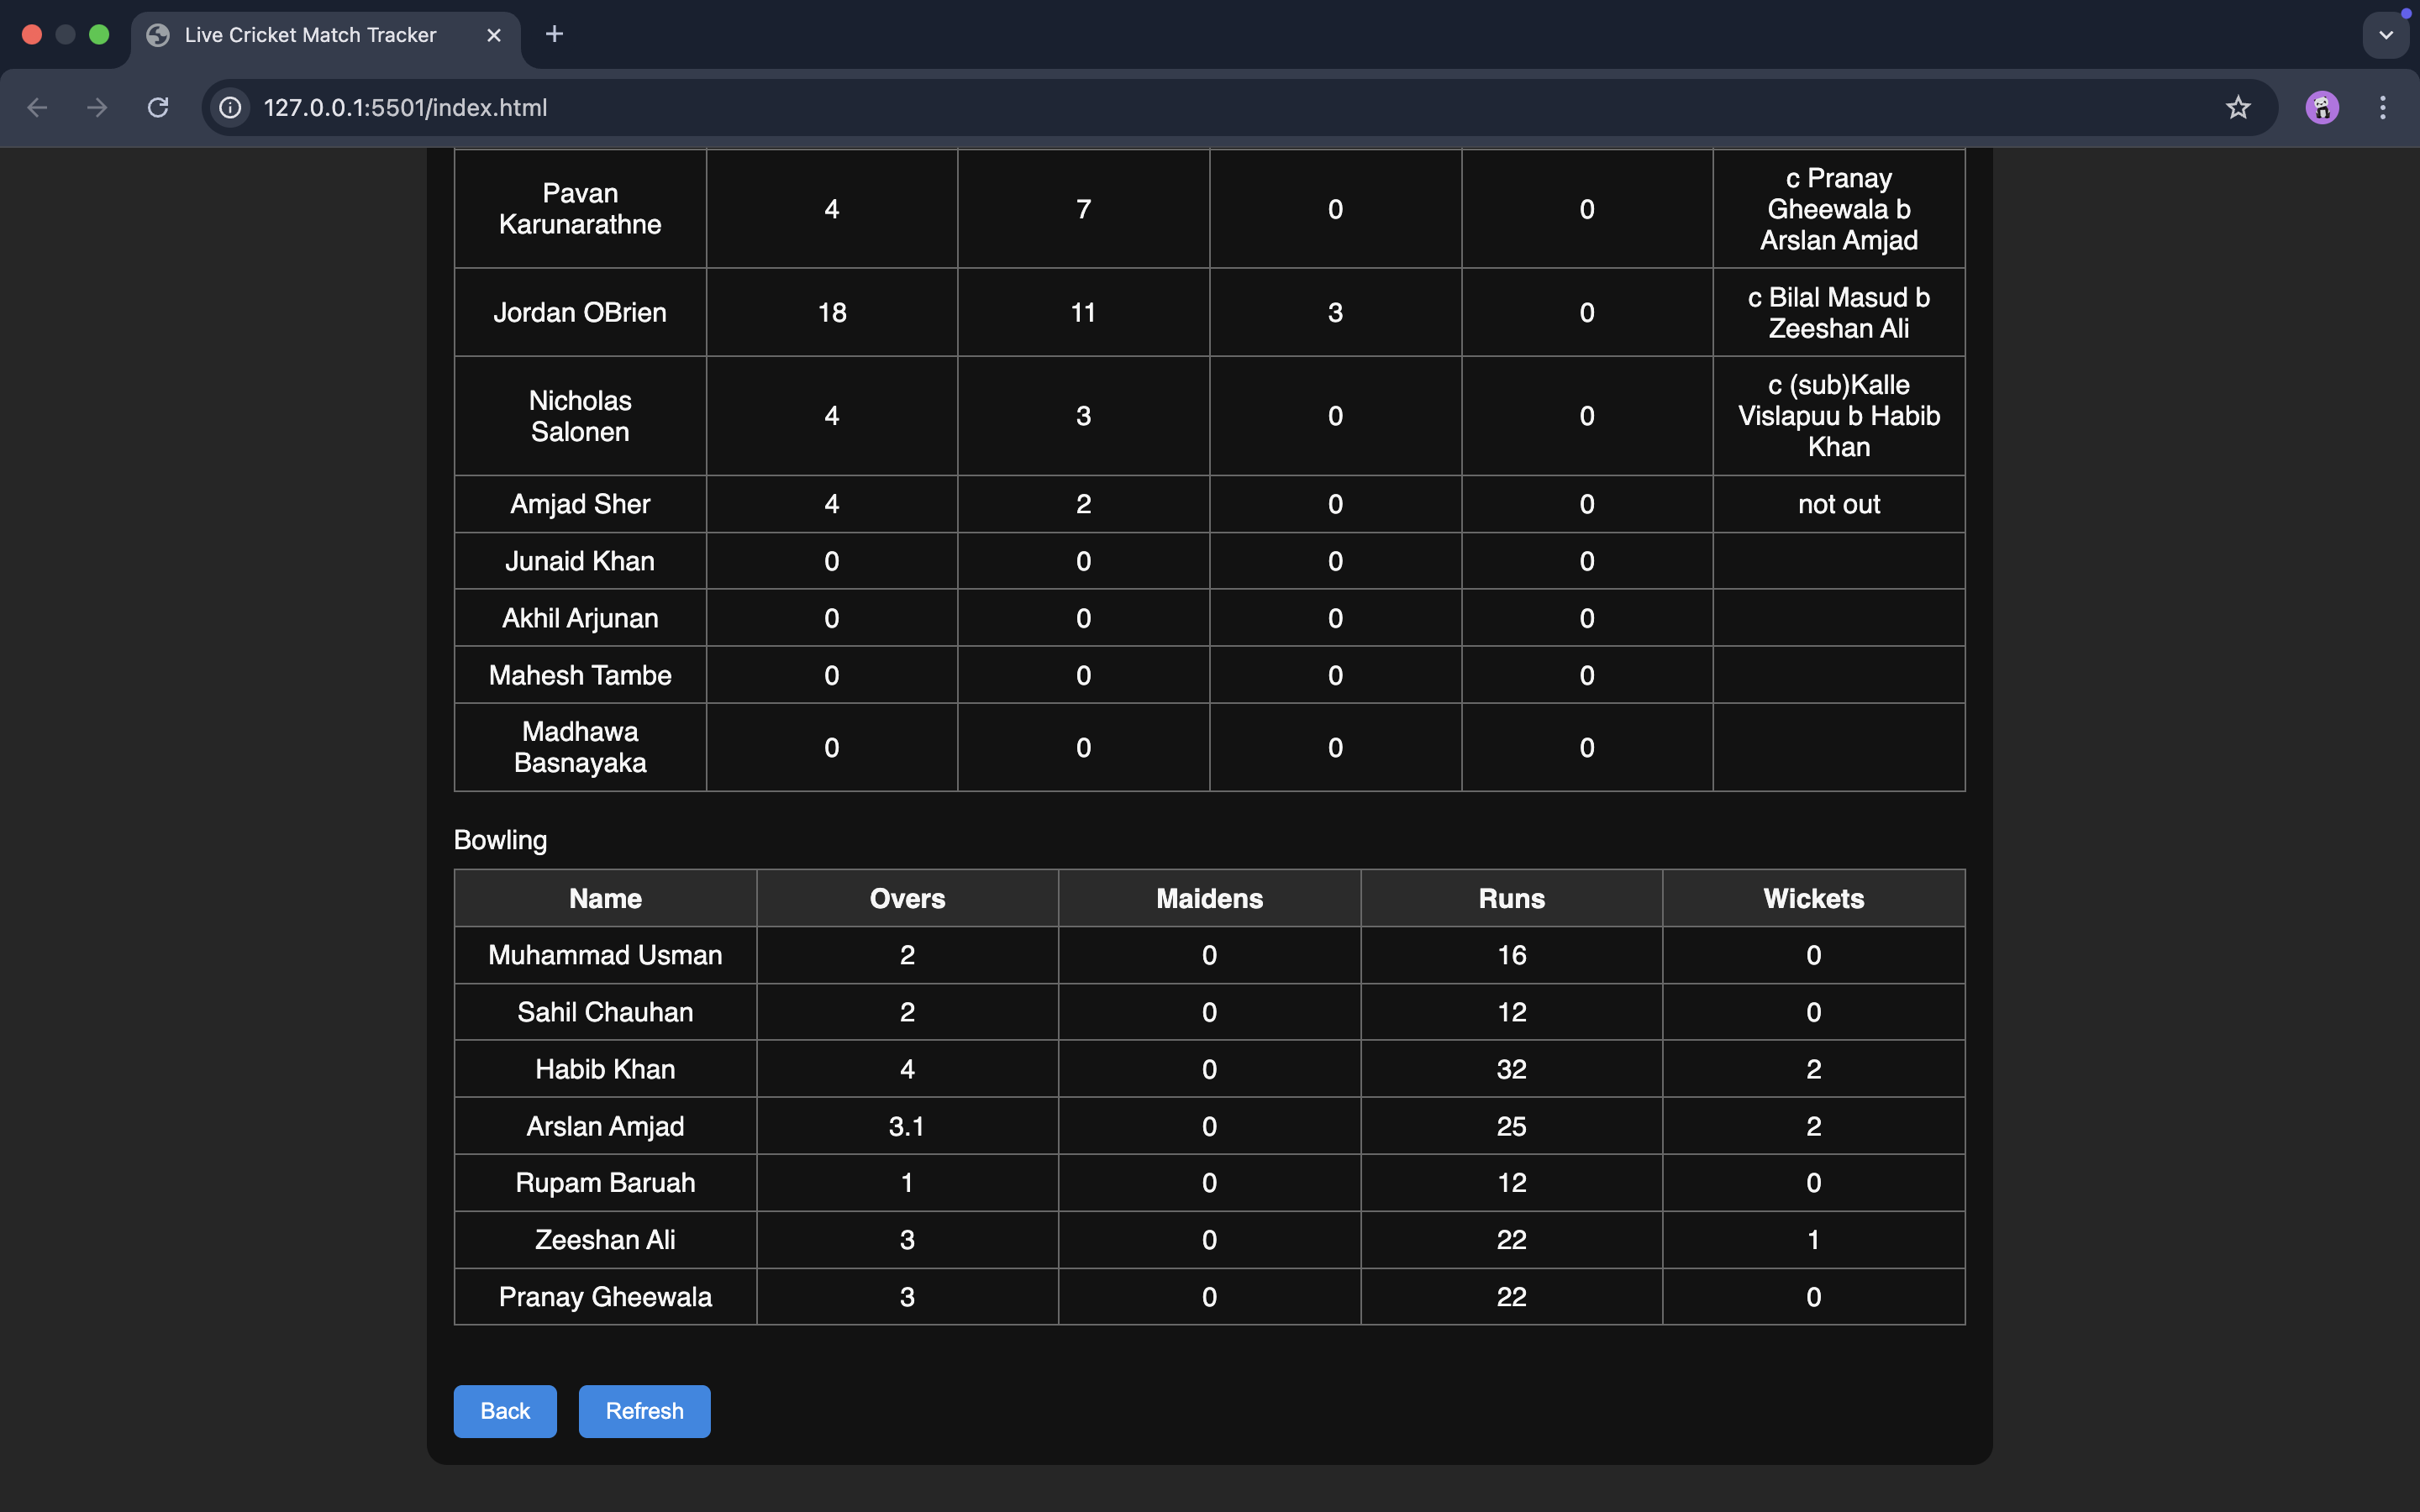 Live Cricket Match Tracker
127.0.0.1:5501/index.html
Pavan Karunarathne 4 7 0 0 c Pranay Gheewala b Arslan Amjad
Jordan OBrien 18 11 3 0 c Bilal Masud b Zeeshan Ali
Nicholas Salonen 4 3 0 0 c (sub)Kalle Vislapuu b Habib Khan
Amjad Sher 4 2 0 0 not out
Junaid Khan 0 0 0 0
Akhil Arjunan 0 0 0 0
Mahesh Tambe 0 0 0 0
Madhawa Basnayaka 0 0 0 0
Bowling
Name Overs Maidens Runs Wickets
Muhammad Usman 2 0 16 0
Sahil Chauhan 2 0 12 0
Habib Khan 4 0 32 2
Arslan Amjad 3.1 0 25 2
Rupam Baruah 1 0 12 0
Zeeshan Ali 3 0 22 1
Pranay Gheewala 3 0 22 0
Back Refresh